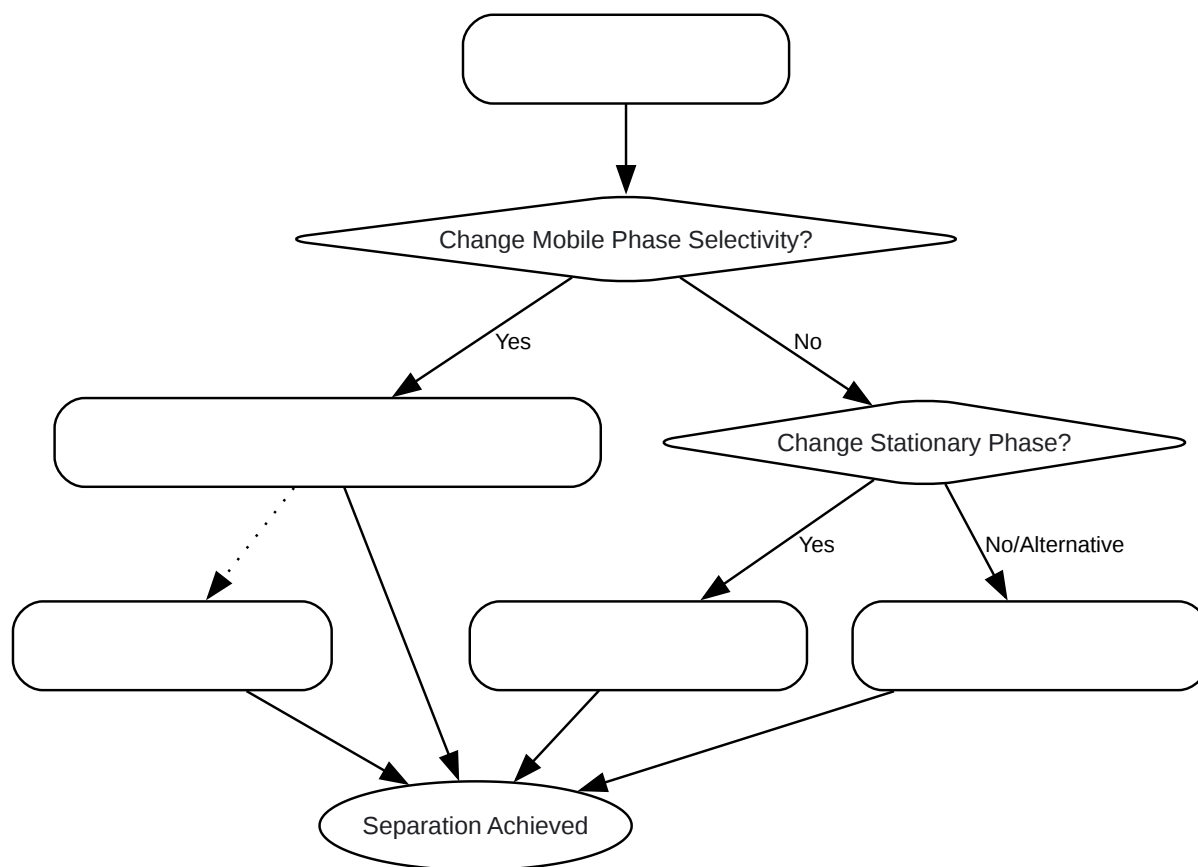 Change Mobile Phase Selectivity?
Yes
No
Change Stationary Phase?
Yes
No/Alternative
Separation Achieved